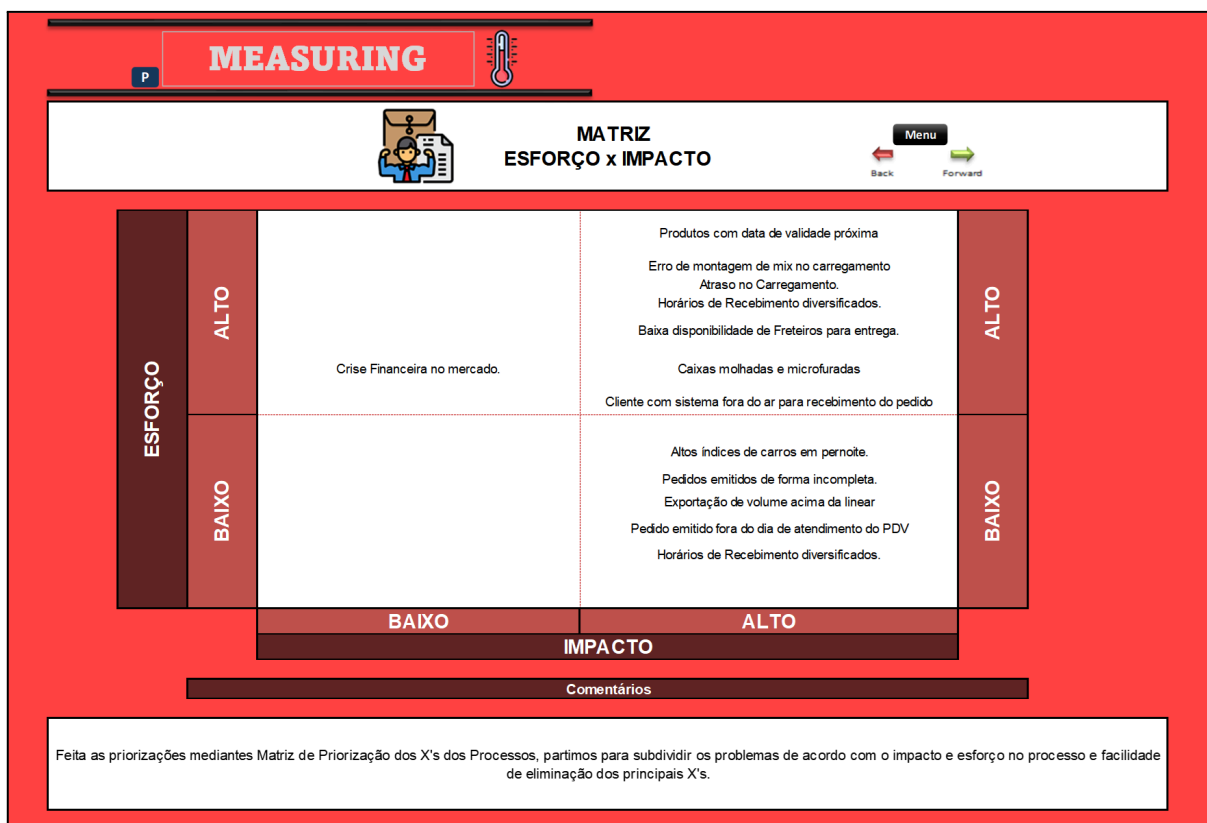 MEASURING
P
MATRIZ
ESFORÇO x IMPACTO
Menu
Back
Forward
ESFORÇO
ALTO
Produtos com data de validade próxima
Erro de montagem de mix no carregamento
Atraso no Carregamento.
Horários de Recebimento diversificados.
Baixa disponibilidade de Freteiros para entrega.
Crise Financeira no mercado.
Caixas molhadas e microfuradas
Cliente com sistema fora do ar para recebimento do pedido
ALTO
BAIXO
Altos índices de carros em pernoite.
Pedidos emitidos de forma incompleta.
Exportação de volume acima da linear
Pedido emitido fora do dia de atendimento do PDV
Horários de Recebimento diversificados.
BAIXO
BAIXO
ALTO
IMPACTO
Comentários
Feita as priorizações mediantes Matriz de Priorização dos X's dos Processos, partimos para subdividir os problemas de acordo com o impacto e esforço no processo e facilidade
de eliminação dos principais X's.